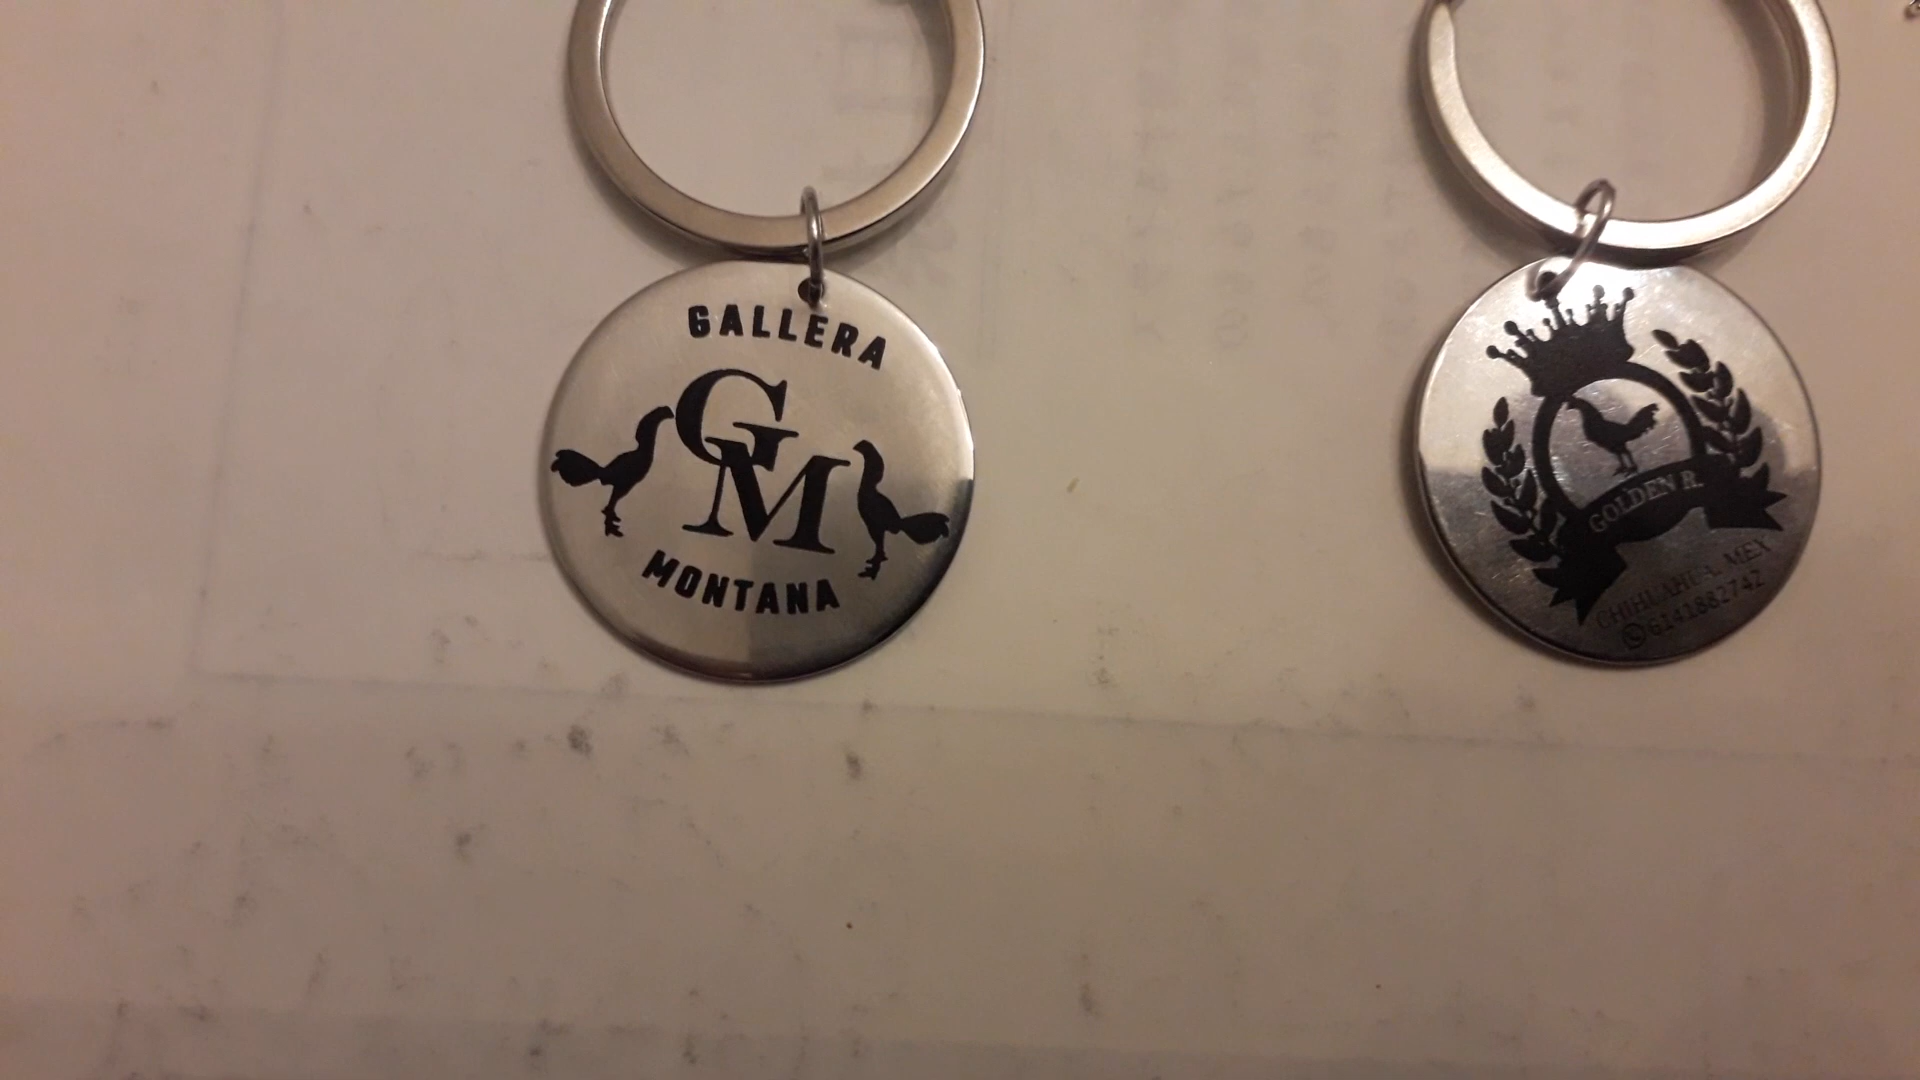 GALLERA
GM
MONTANA
GOLDEN R.
CHIHUAHUA, MEX
6141882742